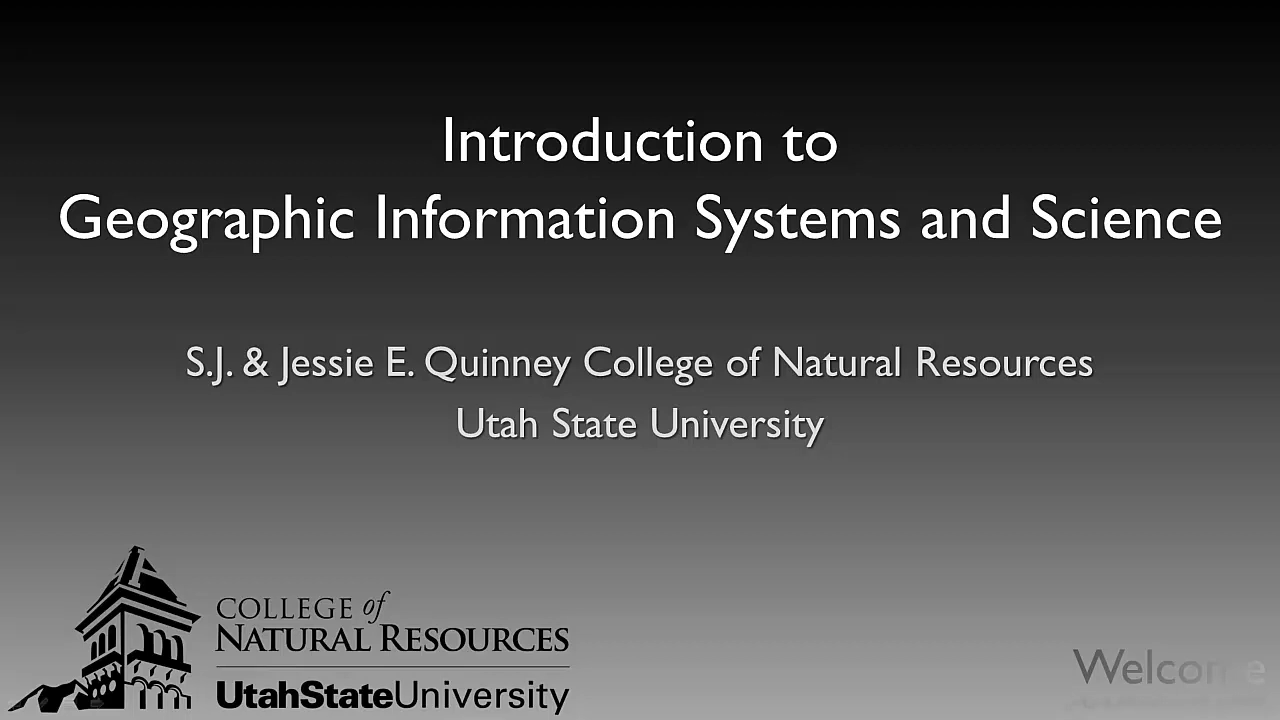 Introduction to
Geographic Information Systems and Science
S.J. & Jessie E. Quinney College of Natural Resources
Utah State University
COLLEGE of
NATURAL RESOURCES
UtahStateUniversity
Welcome